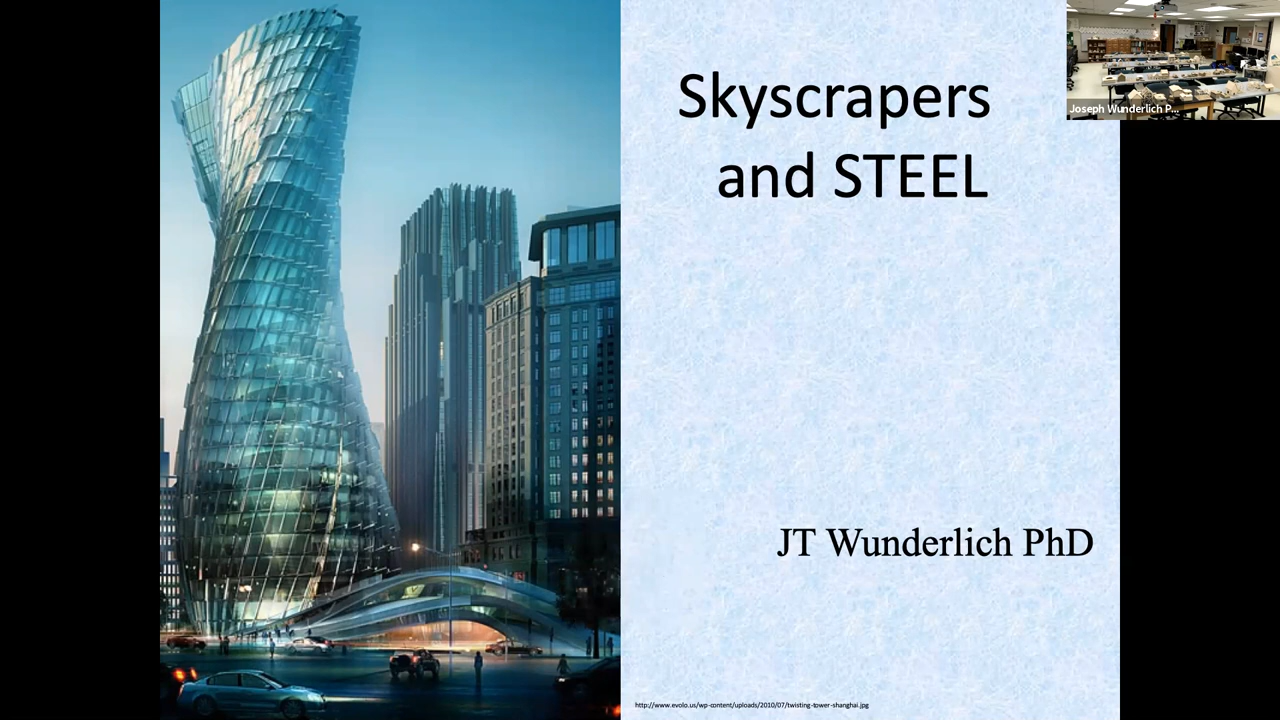 Skyscrapers
and STEEL
Joseph Wunderlich P...
JT Wunderlich PhD
http://www.evolo.us/wp-content/uploads/2010/07/twisting-tower-shanghai.jpg